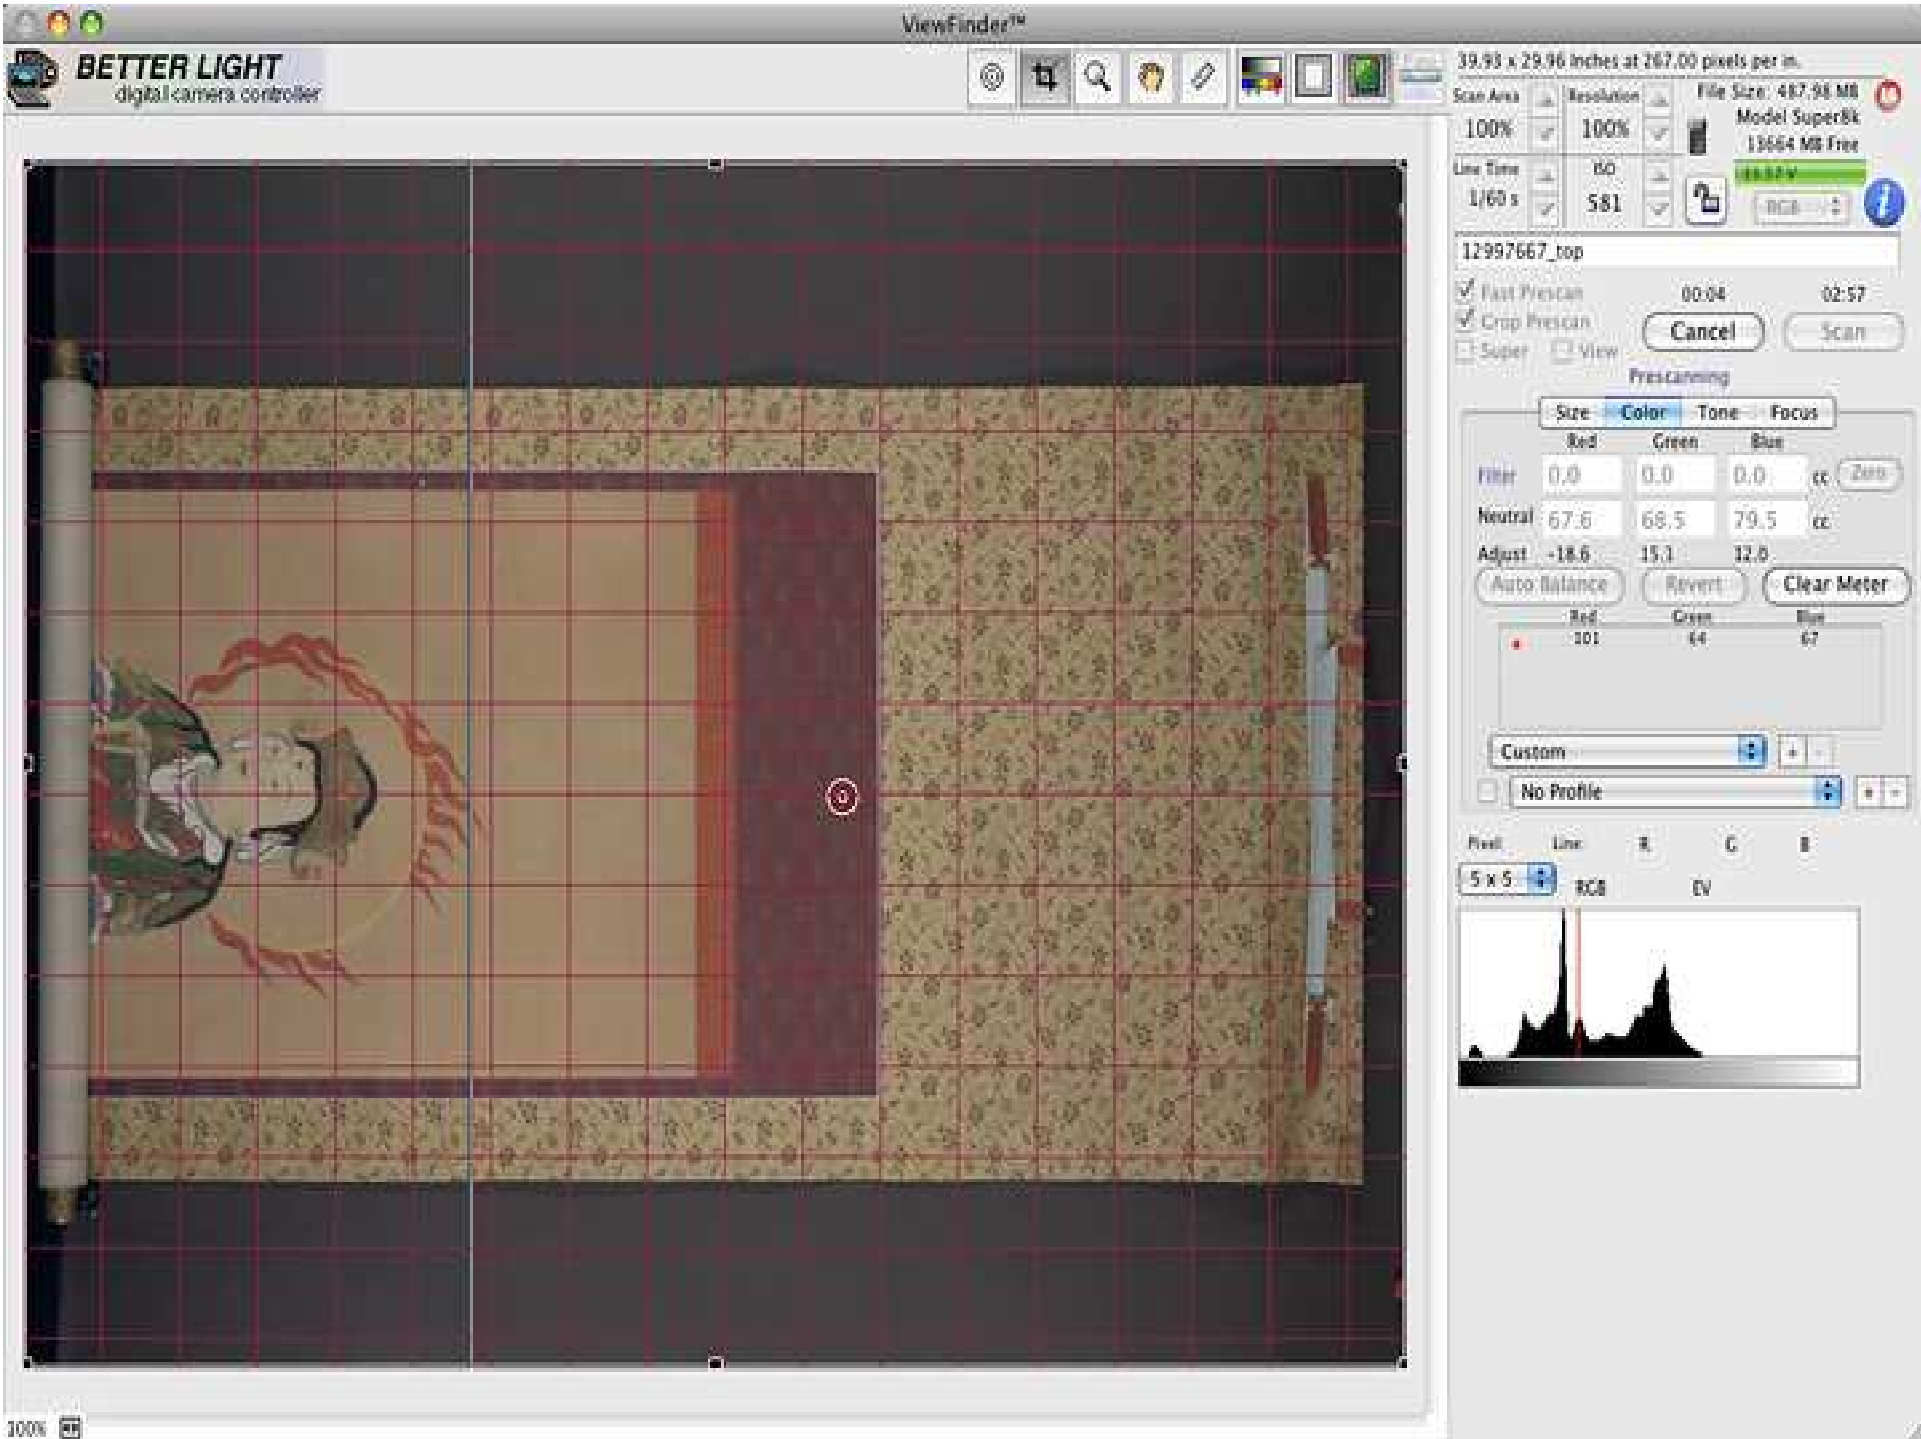 ViewFinder™
BETTER LIGHT
digital camera controller
39.93 x 29.96 inches at 267.00 pixels per in.
Scan Area
Resolution
File Size: 487.98 MB
100%
100%
Model Super8k
13664 MB Free
Line Time
ISO
1/60 s
581
RGB
12997667_top
Fast Prescan
00:04
02:57
Crop Prescan
Cancel
Scan
Super
View
Prescanning
Size
Color
Tone
Focus
Red
Green
Blue
Filter
0.0
0.0
0.0
cc
Zero
Neutral
67.6
68.5
79.5
cc
Adjust
-18.6
15.1
12.0
Auto Balance
Revert
Clear Meter
Red
Green
Blue
101
64
67
Custom
+
-
No Profile
+
-
Pixel
Line
R
G
B
5 x 5
RGB
EV
100%